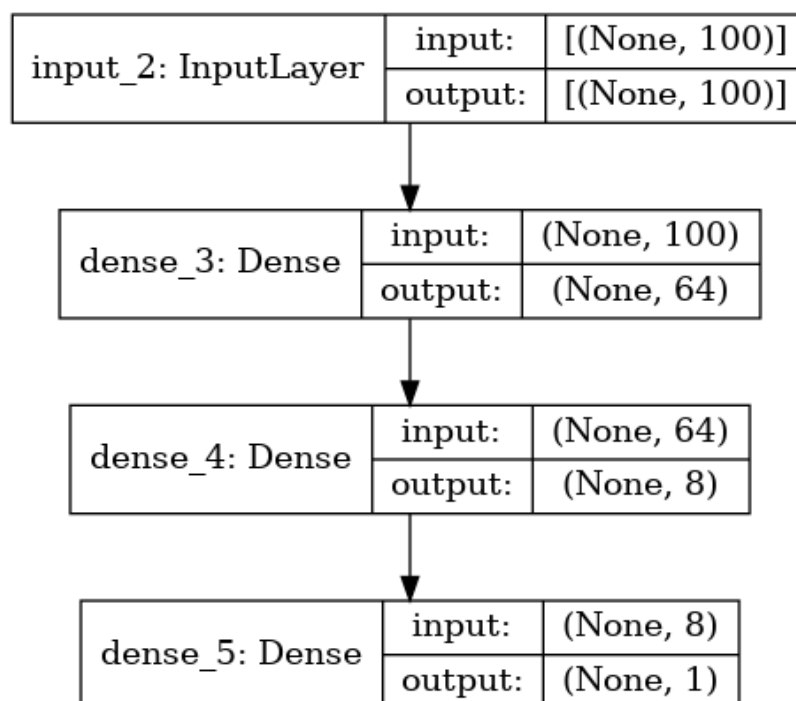 input_2: InputLayer
input:
[(None, 100)]
output:
[(None, 100)]
dense_3: Dense
input:
(None, 100)
output:
(None, 64)
dense_4: Dense
input:
(None, 64)
output:
(None, 8)
dense_5: Dense
input:
(None, 8)
output:
(None, 1)